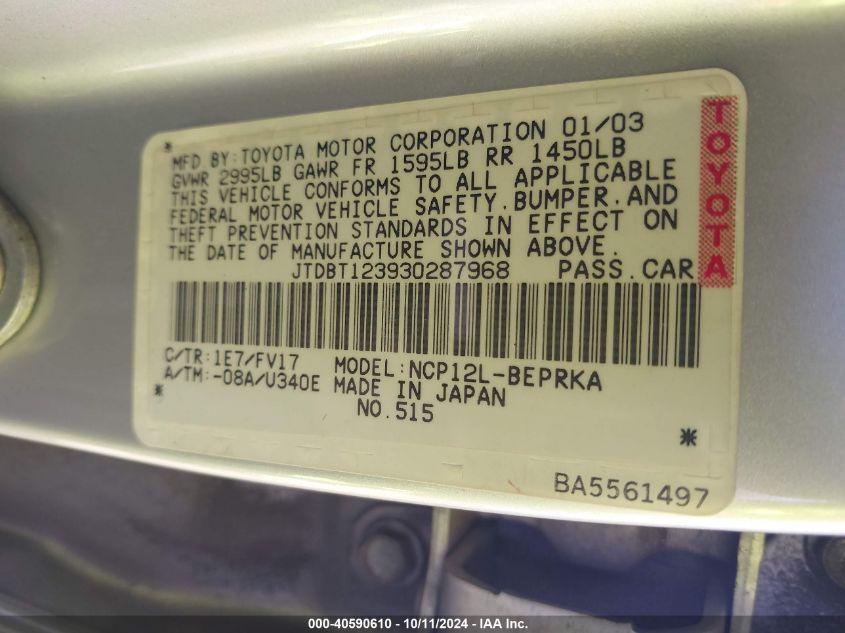 MFD BY:TOYOTA MOTOR CORPORATION 01/03
GVWR 2995LB GAWR FR 1595LB RR 1450LB
THIS VEHICLE CONFORMS TO ALL APPLICABLE
FEDERAL MOTOR VEHICLE SAFETY,BUMPER,AND
THEFT PREVENTION STANDARDS IN EFFECT ON
THE DATE OF MANUFACTURE SHOWN ABOVE.
JTDBT123930287968 PASS.CAR
TOYOTA
C/TR:1E7/FV17 MODEL:NCP12L-BEPRKA
A/TM:-08A/U340E MADE IN JAPAN
NO.515
BA5561497
000-40590610 - 10/11/2024 - IAA Inc.